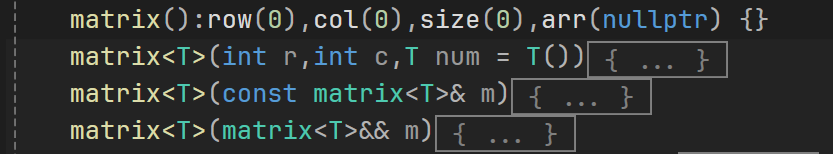 matrix():row(0),col(0),size(0),arr(nullptr) {}
matrix<T>(int r,int c,T num = T()){ ... }
matrix<T>(const matrix<T>& m){ ... }
matrix<T>(matrix<T>&& m){ ... }